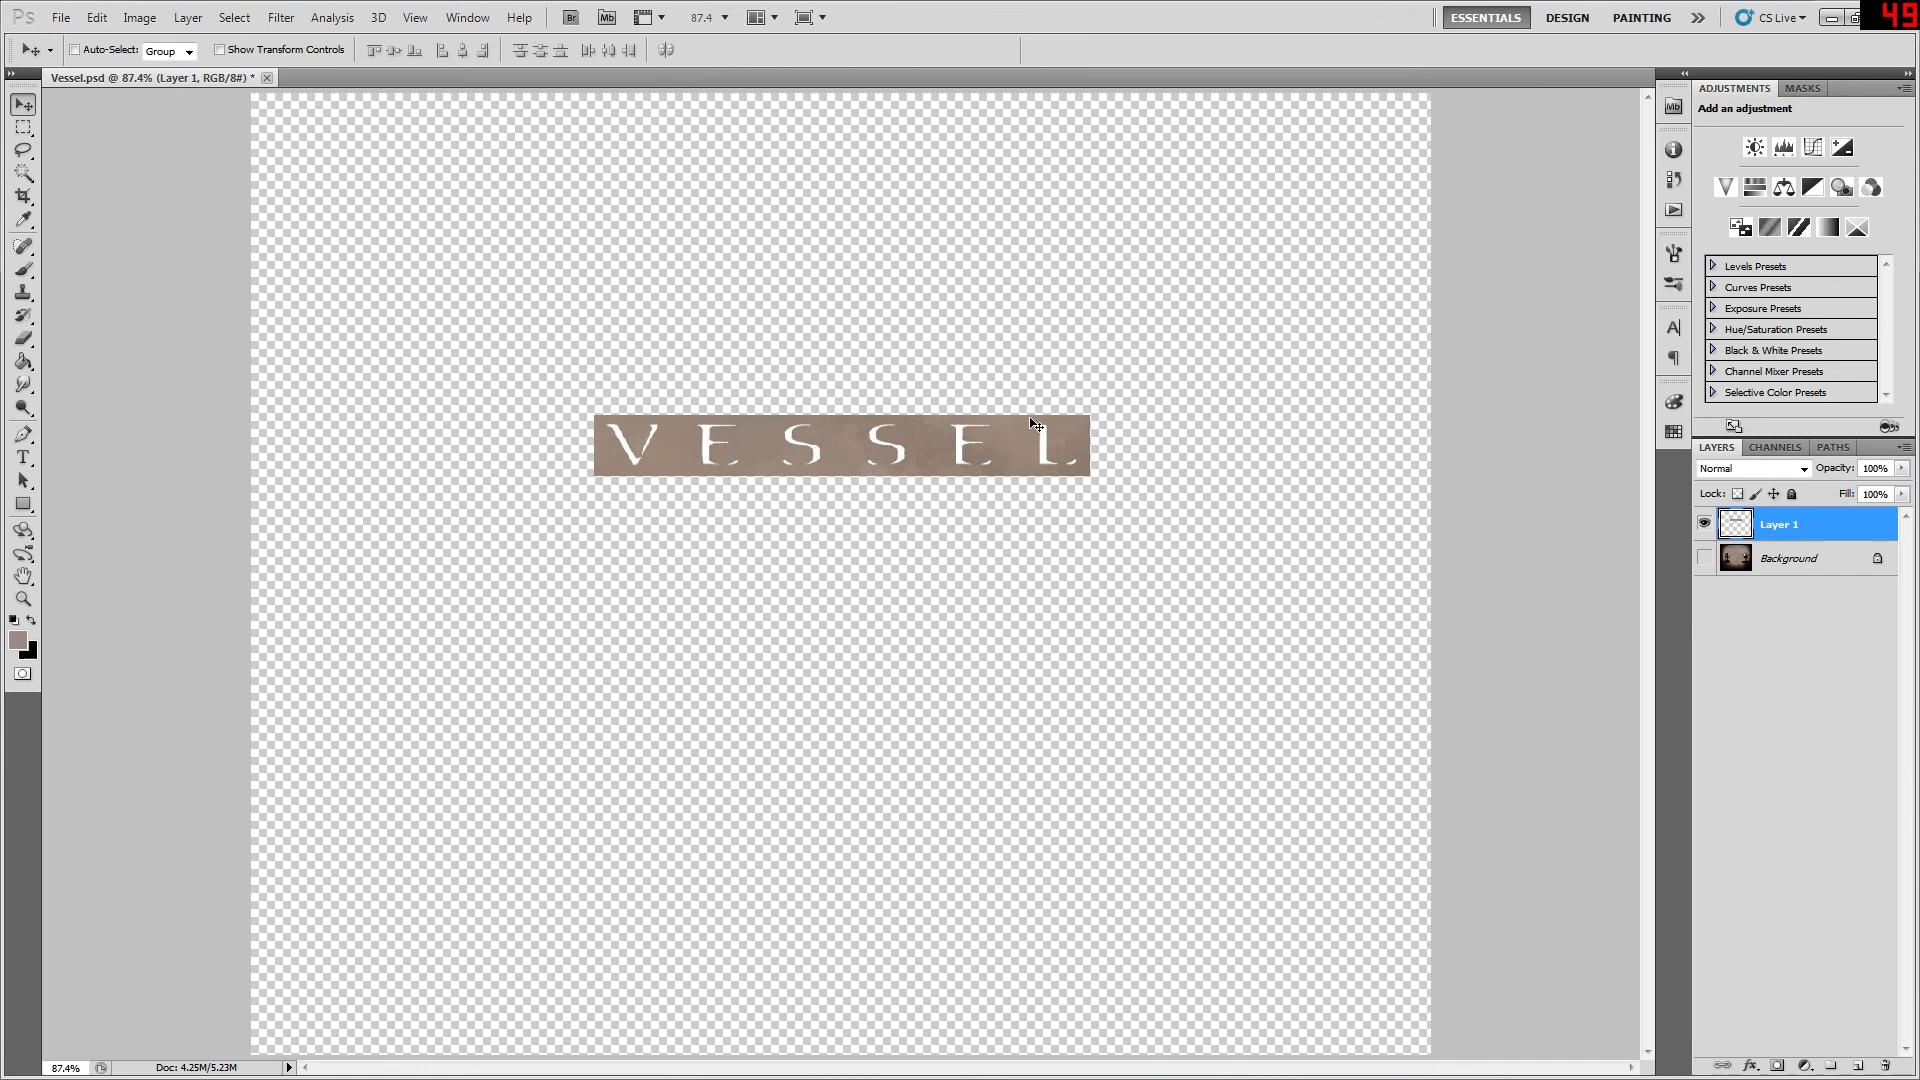 Ps File Edit Image Layer Select Filter Analysis 3D View Window Help Br Mb 87.4 ESSENTIALS DESIGN PAINTING >> CS Live 49
Auto-Select: Group Show Transform Controls
Vessel.psd @ 87.4% (Layer 1, RGB/8#) *
ADJUSTMENTS MASKS
Add an adjustment
Mb
Levels Presets
Curves Presets
Exposure Presets
Hue/Saturation Presets
Black & White Presets
Channel Mixer Presets
Selective Color Presets
VESSEL
LAYERS CHANNELS PATHS
Normal Opacity: 100%
Lock: Fill: 100%
Layer 1
Background
87.4% Doc: 4.25M/5.23M